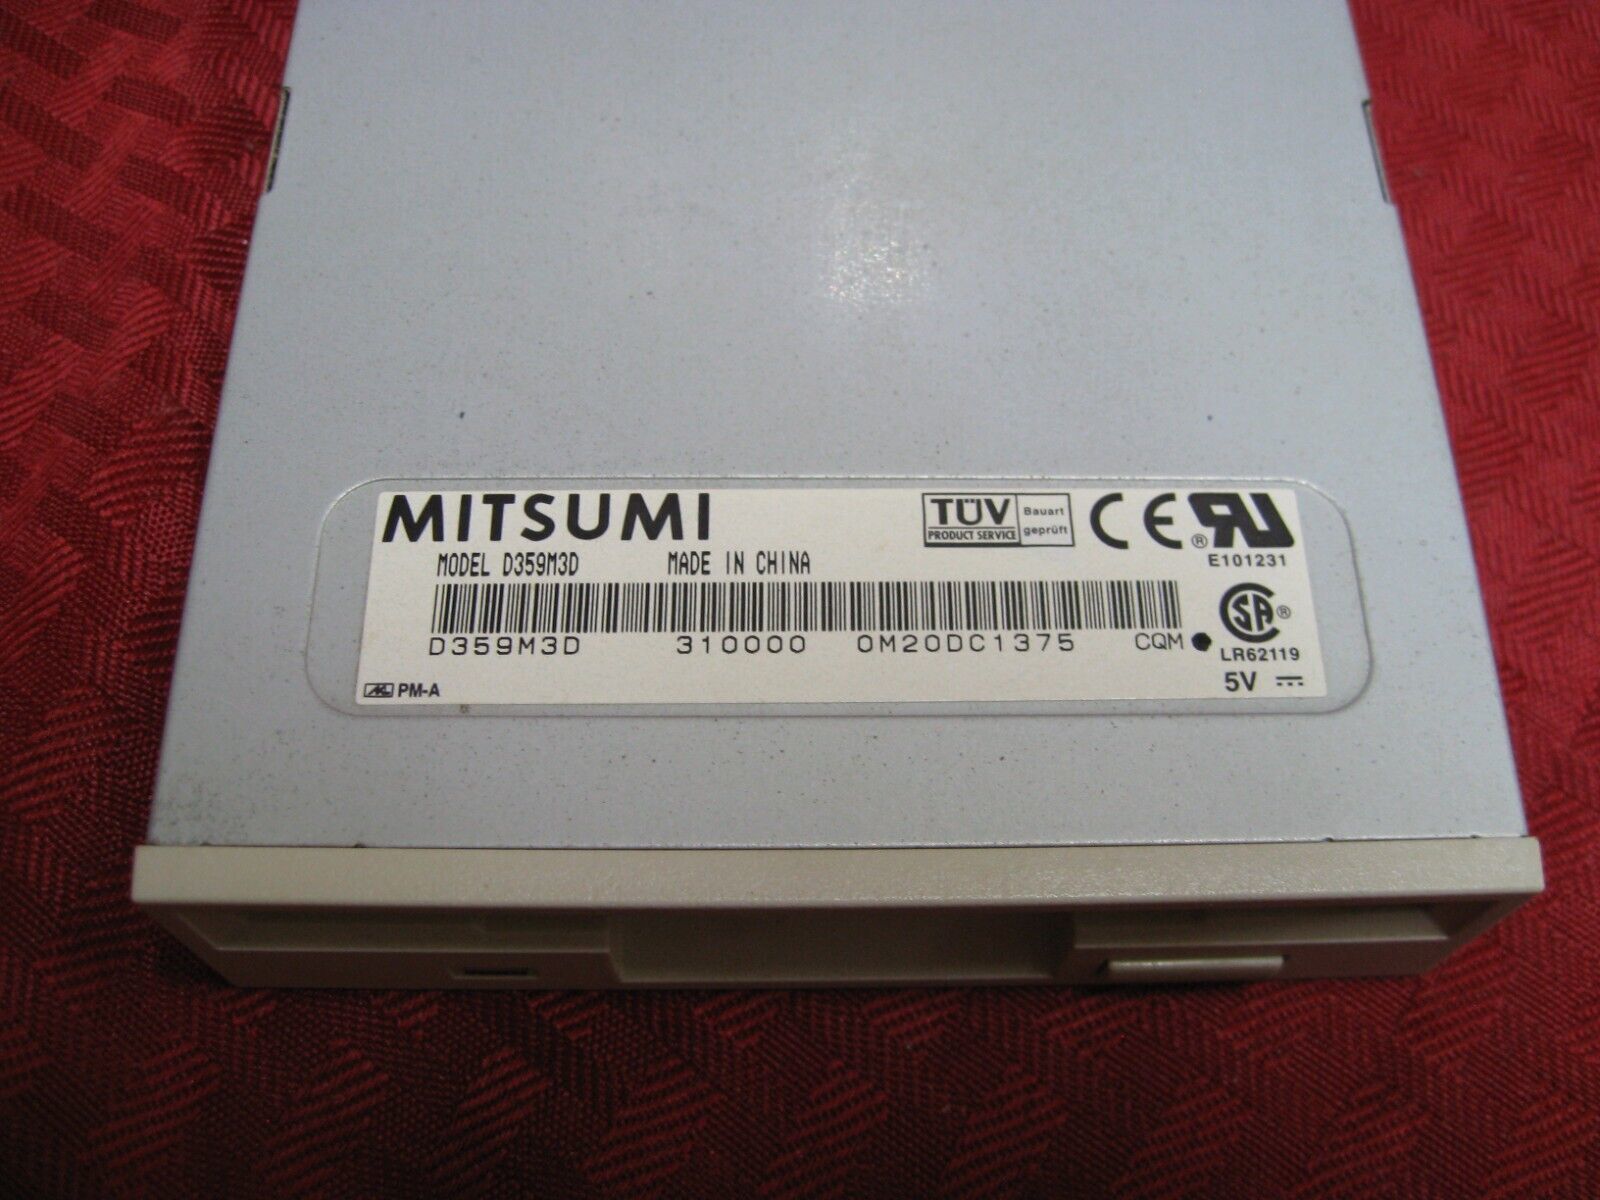 MITSUMI
TÜV
PRODUCT SERVICE
Bauart
geprüft
CE
®
E101231
MODEL D359M3D MADE IN CHINA
D359M3D 310000 0M20DC1375 CQM
SA ®
LR62119
PM-A
5V